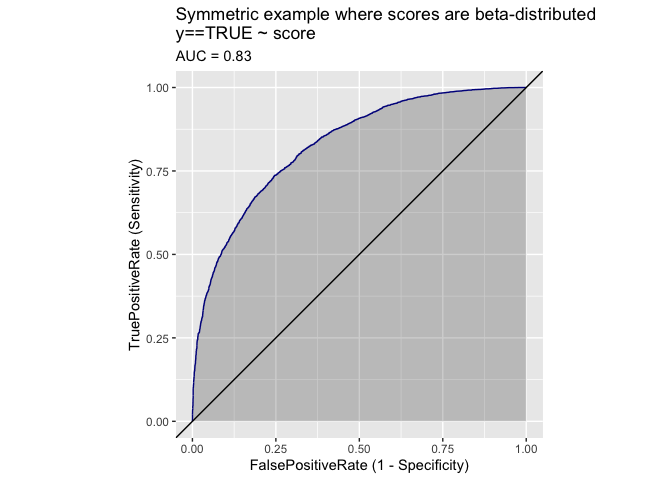 Symmetric example where scores are beta-distributed
y==TRUE ~ score
AUC = 0.83
1.00
0.75
0.50
0.25
0.00
TruePositiveRate (Sensitivity)
0.00 0.25 0.50 0.75 1.00
FalsePositiveRate (1 - Specificity)